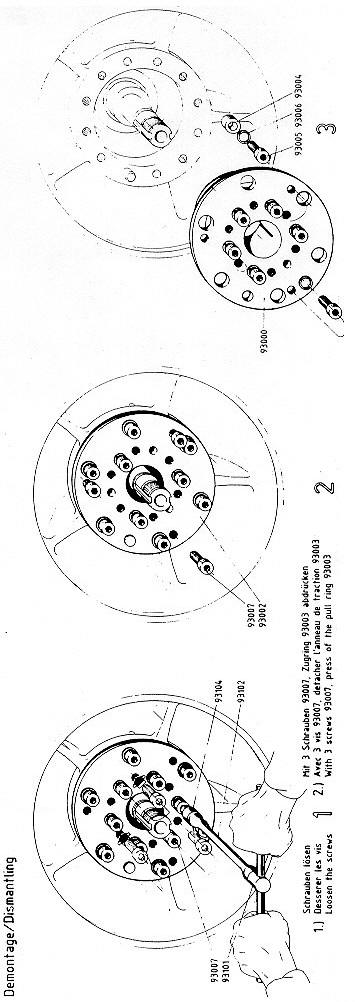 Demontage/Dismantling
93007
93101
93104
93102
1
Schrauben lösen
1.) Desserer les vis
Loosen the screws
93007
93002
2
Mit 3 Schrauben 93007, Zugring 93003 abdrücken
2.) Avec 3 vis 93007, detacher l'anneau de traction 93003
With 3 screws 93007, press of the pull ring 93003
93000
93005 93006 93004
3